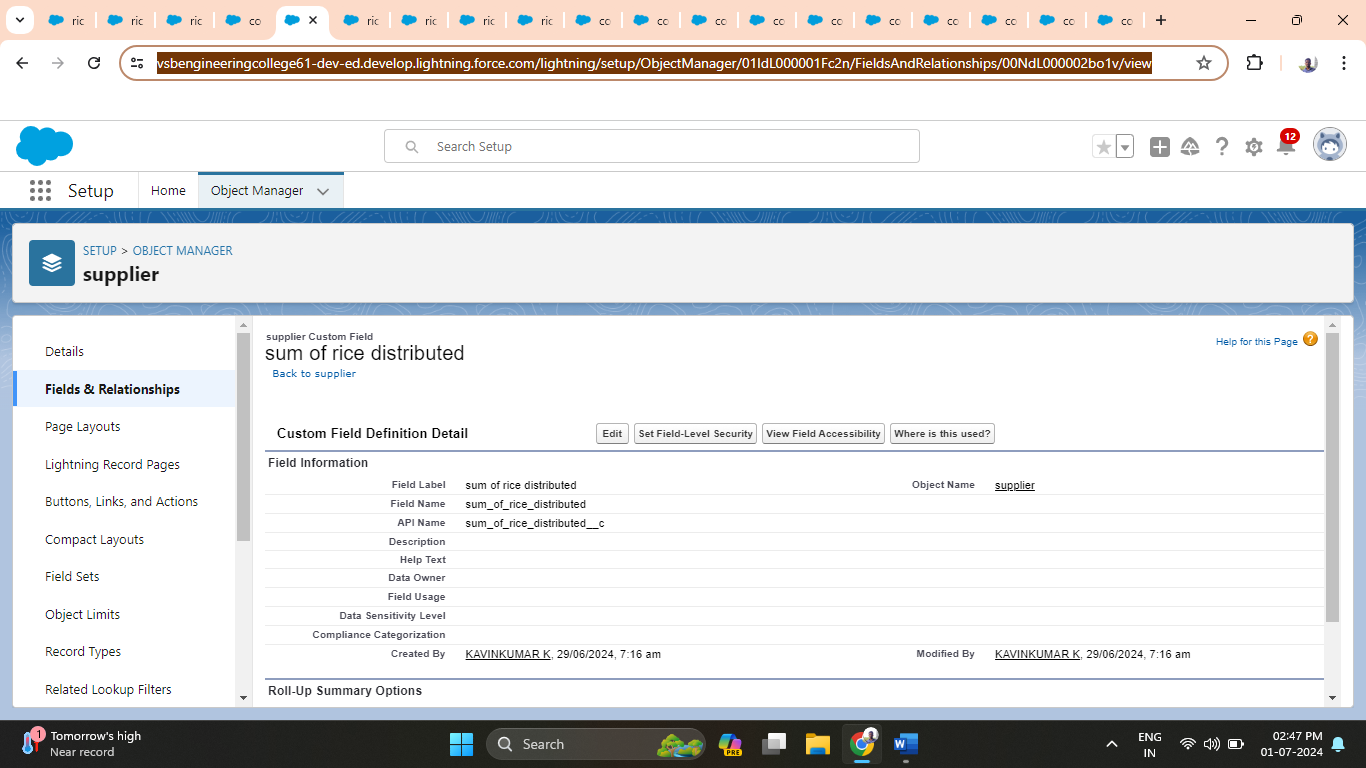 ric ric ric co ric ric ric ric co co co co co co co co co
vsbengineeringcollege61-dev-ed.develop.lightning.force.com/lightning/setup/ObjectManager/01IdL000001Fc2n/FieldsAndRelationships/00NdL000002bo1v/view
Search Setup
12
Setup
Home
Object Manager
SETUP > OBJECT MANAGER
supplier
Details
Fields & Relationships
Page Layouts
Lightning Record Pages
Buttons, Links, and Actions
Compact Layouts
Field Sets
Object Limits
Record Types
Related Lookup Filters
supplier Custom Field
sum of rice distributed
Back to supplier
Help for this Page
Custom Field Definition Detail
Edit
Set Field-Level Security
View Field Accessibility
Where is this used?
Field Information
Field Label sum of rice distributed Object Name supplier
Field Name sum_of_rice_distributed
API Name sum_of_rice_distributed__c
Description
Help Text
Data Owner
Field Usage
Data Sensitivity Level
Compliance Categorization
Created By KAVINKUMAR K, 29/06/2024, 7:16 am Modified By KAVINKUMAR K, 29/06/2024, 7:16 am
Roll-Up Summary Options
1
Tomorrow's high
Near record
Search
PRE
ENG
IN
02:47 PM
01-07-2024